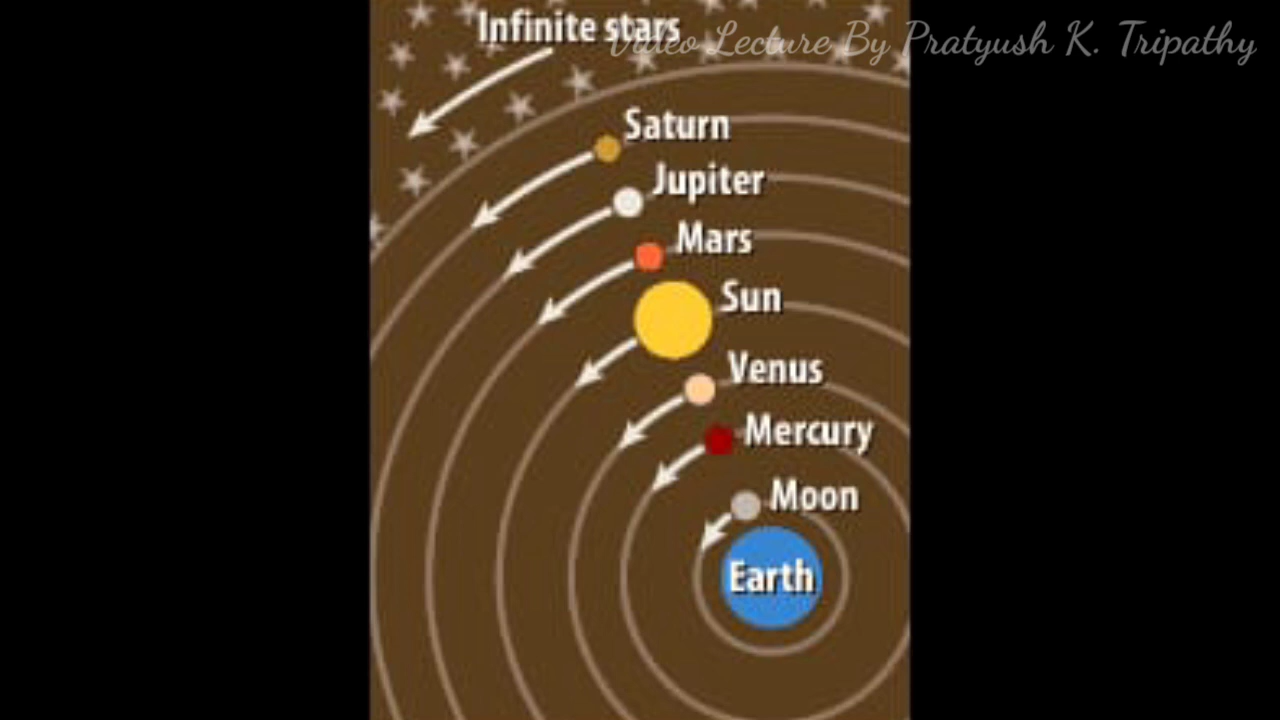 Infinite stars
Video Lecture By Pratyush K. Tripathy
Saturn
Jupiter
Mars
Sun
Venus
Mercury
Moon
Earth